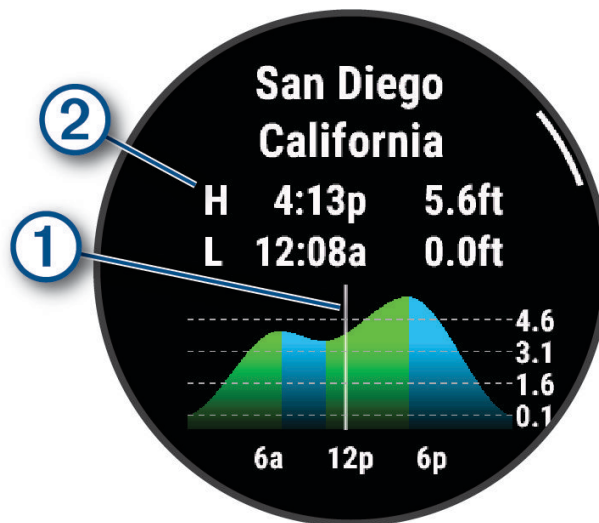 San Diego
California
2
H 4:13p 5.6ft
1
L 12:08a 0.0ft
4.6
3.1
1.6
0.1
6a 12p 6p